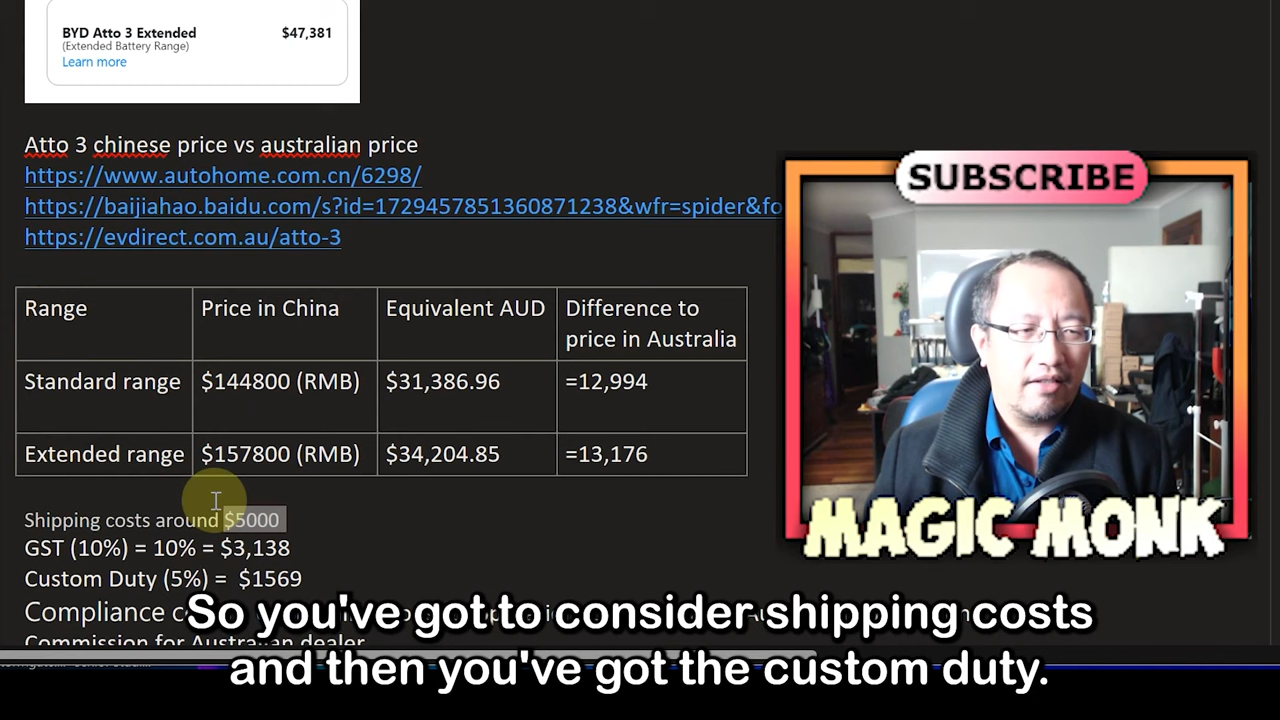 BYD Atto 3 Extended $47,381
(Extended Battery Range)
Learn more
Atto 3 chinese price vs australian price
https://www.autohome.com.cn/6298/
https://baijiahao.baidu.com/s?id=1729457851360871238&wfr=spider&fo
https://evdirect.com.au/atto-3
Range Price in China Equivalent AUD Difference to
price in Australia
Standard range $144800 (RMB) $31,386.96 =12,994
Extended range $157800 (RMB) $34,204.85 =13,176
Shipping costs around $5000
GST (10%) = 10% = $3,138
Custom Duty (5%) = $1569
Compliance
Commission for Australian dealer
SUBSCRIBE
MAGIC MONK
So you've got to consider shipping costs
and then you've got the custom duty.